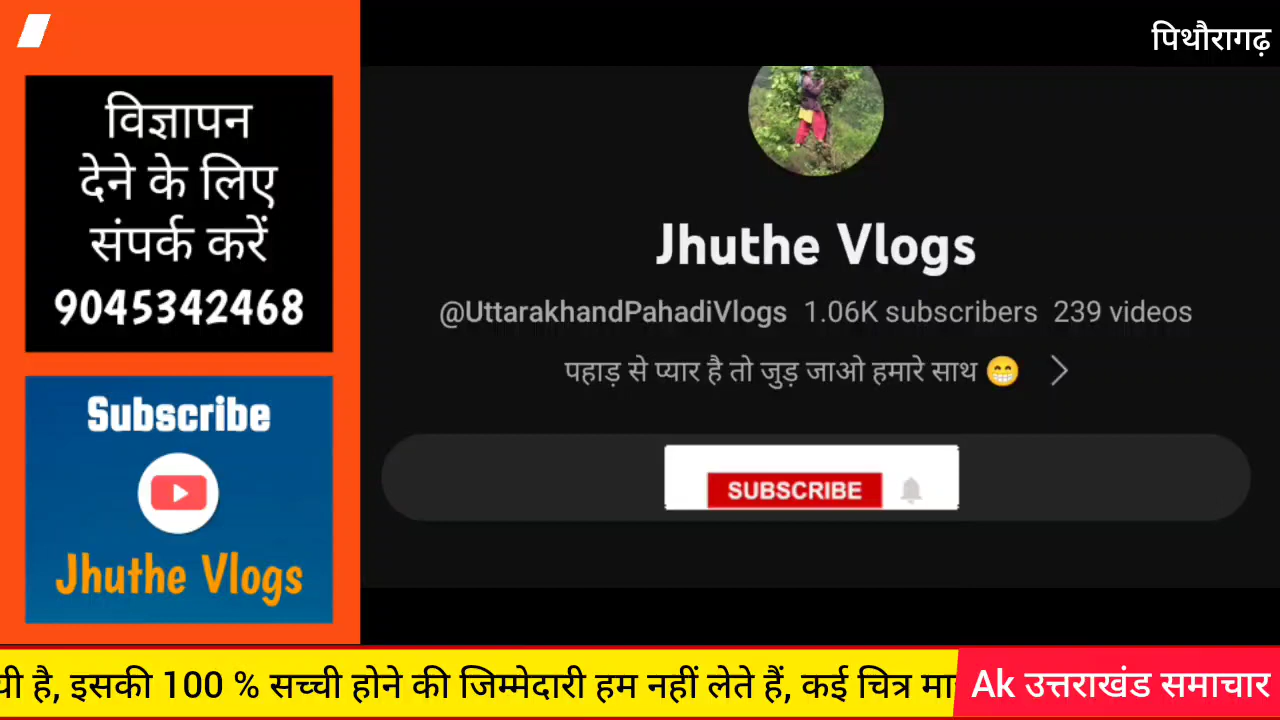 पिथौरागढ़
विज्ञापन
देने के लिए
संपर्क करें
9045342468
Subscribe
Jhuthe Vlogs
Jhuthe Vlogs
@UttarakhandPahadiVlogs 1.06K subscribers 239 videos
पहाड़ से प्यार है तो जुड़ जाओ हमारे साथ 😁
SUBSCRIBE
है, इसकी 100 % सच्ची होने की जिम्मेदारी हम नहीं लेते हैं, कई चित्र
Ak उत्तराखंड समाचार